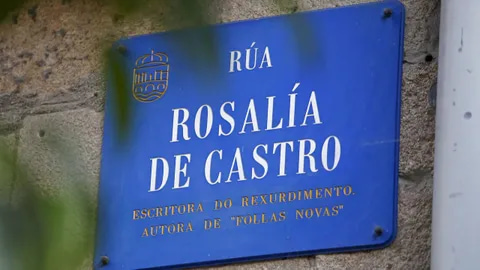 RÚA
ROSALÍA
DE CASTRO
ESCRITORA DO REXURDIMENTO.
AUTORA DE "FOLLAS NOVAS"